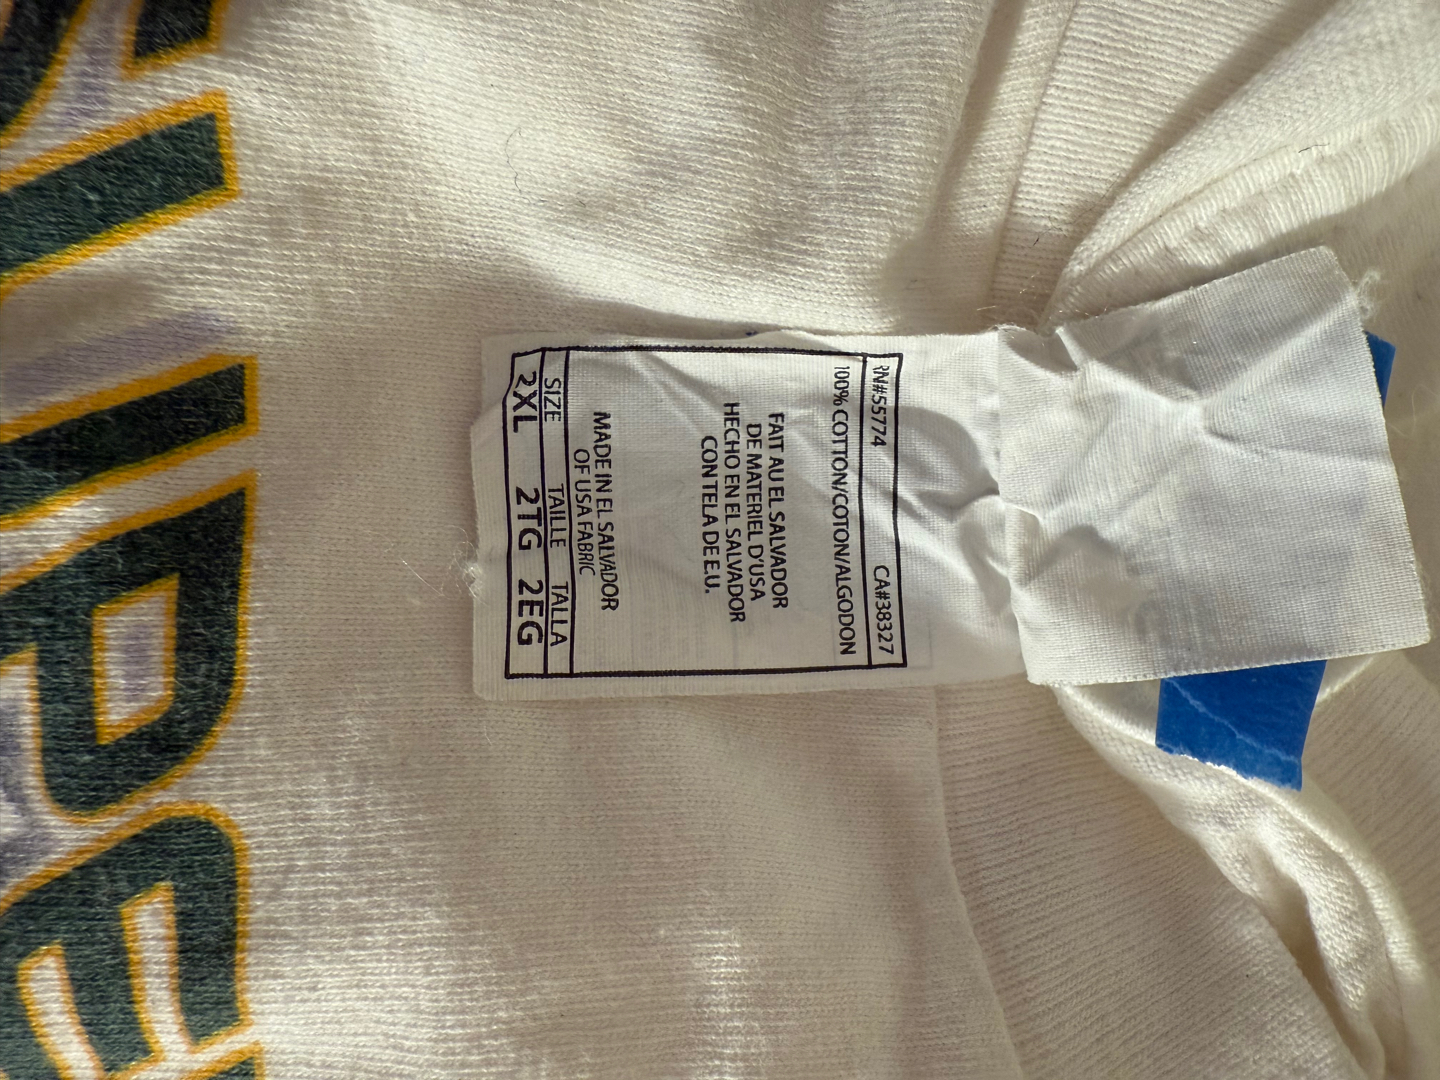 SUPE
RN#55774 CA#38327
100% COTTON/COTON/ALGODON
FAIT AU EL SALVADOR
DE MATERIEL D'USA
HECHO EN EL SALVADOR
CON TELA DE E.U.
MADE IN EL SALVADOR
OF USA FABRIC
SIZE TAILLE TALLA
2XL 2TG 2EG